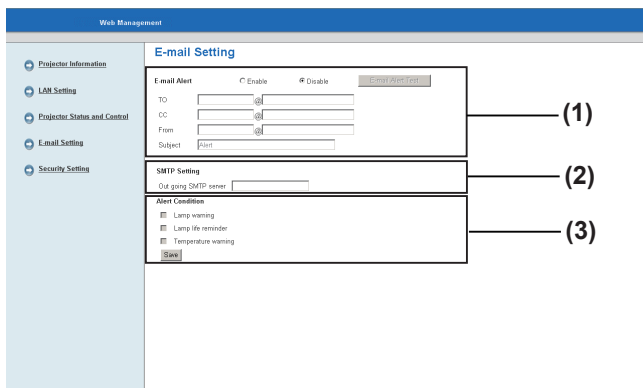 Web Management
Projector Information
LAN Setting
Projector Status and Control
E-mail Setting
Security Setting
E-mail Setting
E-mail Alert Enable Disable E-mail Alert Test
TO @
CC @
From @
Subject Alert
(1)
SMTP Setting
Out going SMTP server
(2)
Alert Condition
Lamp warning
Lamp life reminder
Temperature warning
Save
(3)